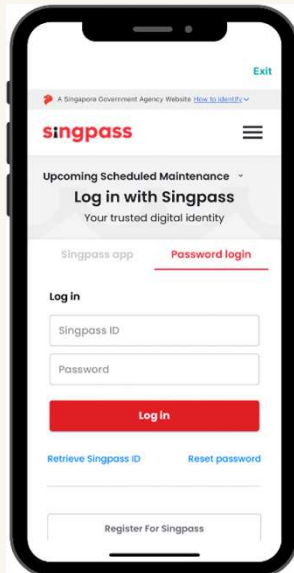 Exit
A Singapore Government Agency Website How to identify
singpass
Upcoming Scheduled Maintenance
Log in with Singpass
Your trusted digital identity
Singpass app Password login
Log in
Singpass ID
Password
Log in
Retrieve Singpass ID Reset password
Register For Singpass